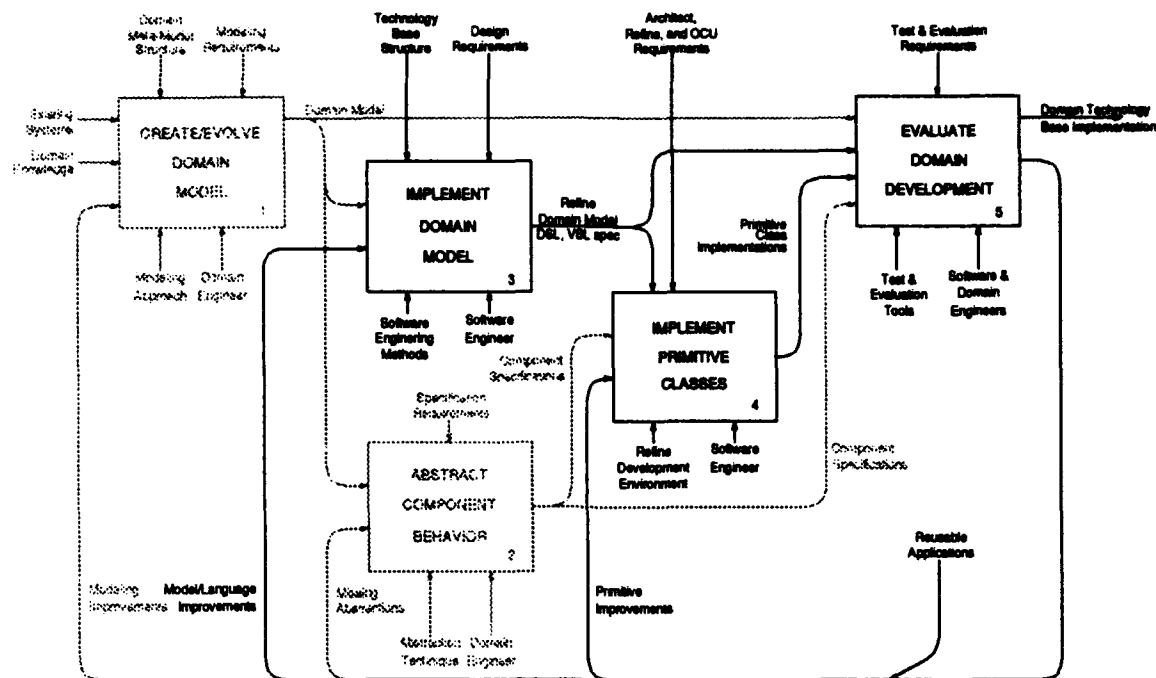 Domain
Meta-Model
Structure
Modeling
Requirements
Technology
Base
Structure
Design
Requirements
Architect,
Refine, and OCU
Requirements
Test & Evaluation
Requirements
Existing
Systems
Domain
Knowledge
CREATE/EVOLVE
DOMAIN
MODEL
1
Domain Model
IMPLEMENT
DOMAIN
MODEL
3
Refine
Domain Model
DSL, VSL spec
EVALUATE
DOMAIN
DEVELOPMENT
5
Domain Technology
Base Implementation
Primitive
Class
Implementations
Modeling
Approach
Domain
Engineer
Software
Enginering
Methods
Software
Engineer
Test &
Evaluation
Tools
Software &
Domain
Engineers
Component
Specifications
IMPLEMENT
PRIMITIVE
CLASSES
4
Specification
Requirements
Refine
Development
Environment
Software
Engineer
Component
Specifications
ABSTRACT
COMPONENT
BEHAVIOR
2
Reusable
Applications
Modeling
Improvements
Model/Language
Improvements
Missing
Primitive
Improvements
Abstraction
Technique
Domain
Engineer